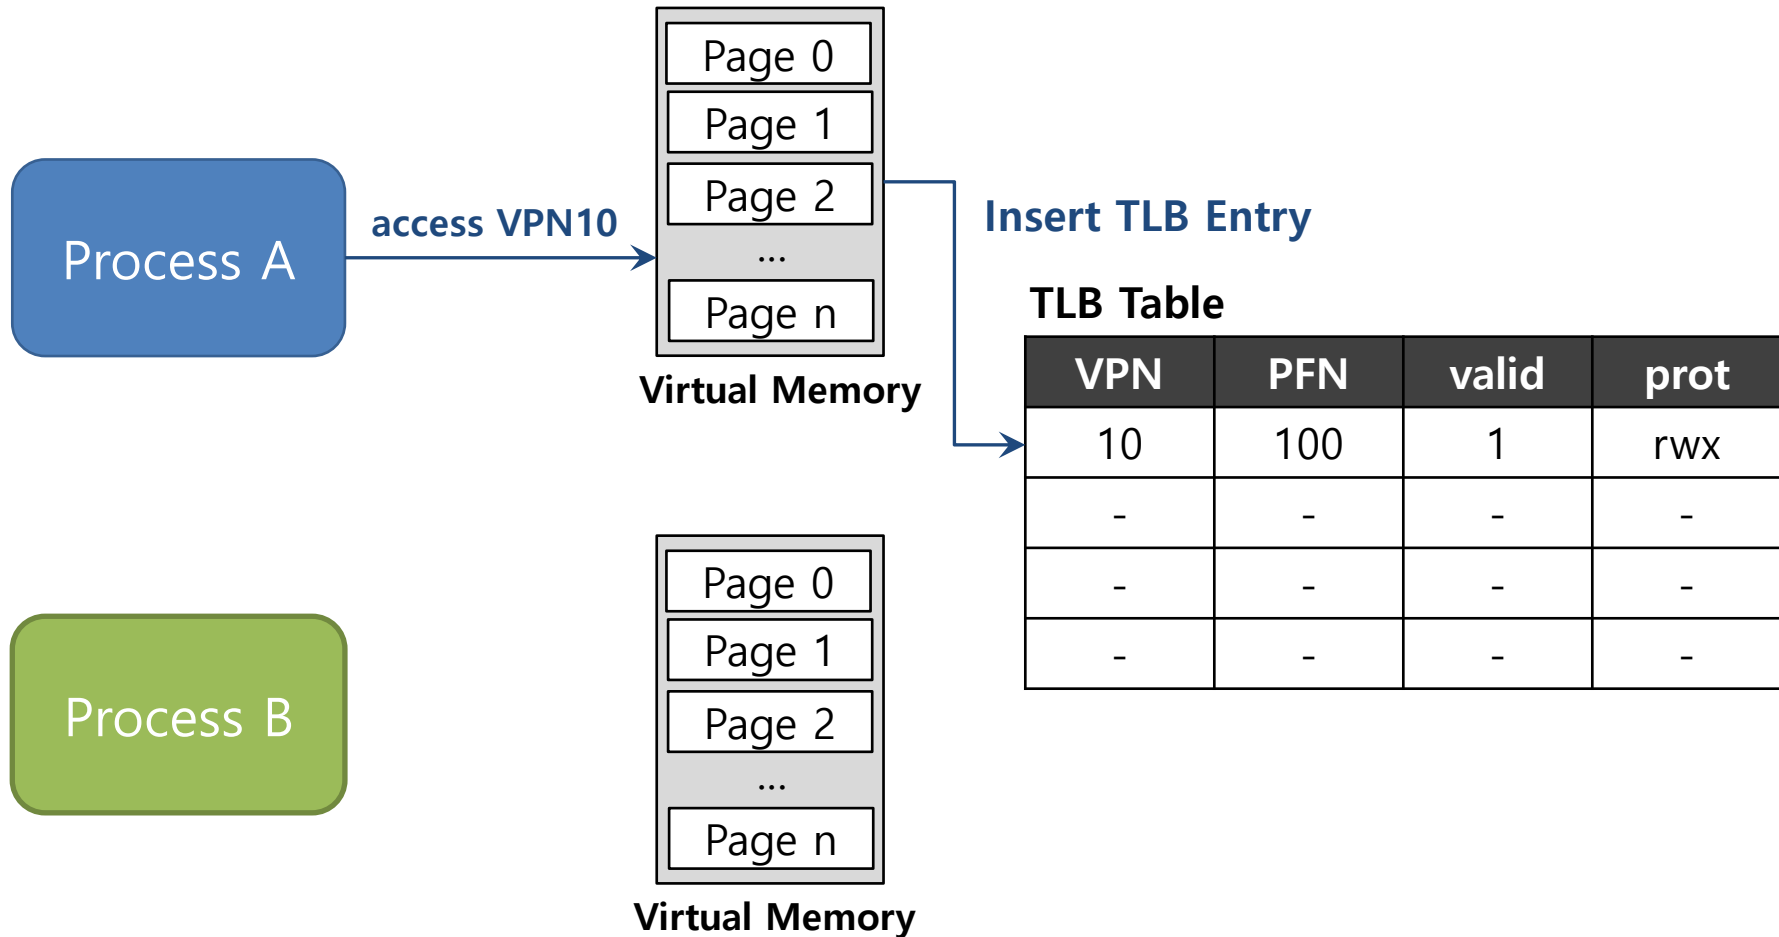 Page 0
Page 1
Page 2
...
Page n
Virtual Memory
Process A
access VPN10
Insert TLB Entry
TLB Table
VPN PFN valid prot
10 100 1 rwx
- - - -
- - - -
- - - -
Process B
Page 0
Page 1
Page 2
...
Page n
Virtual Memory